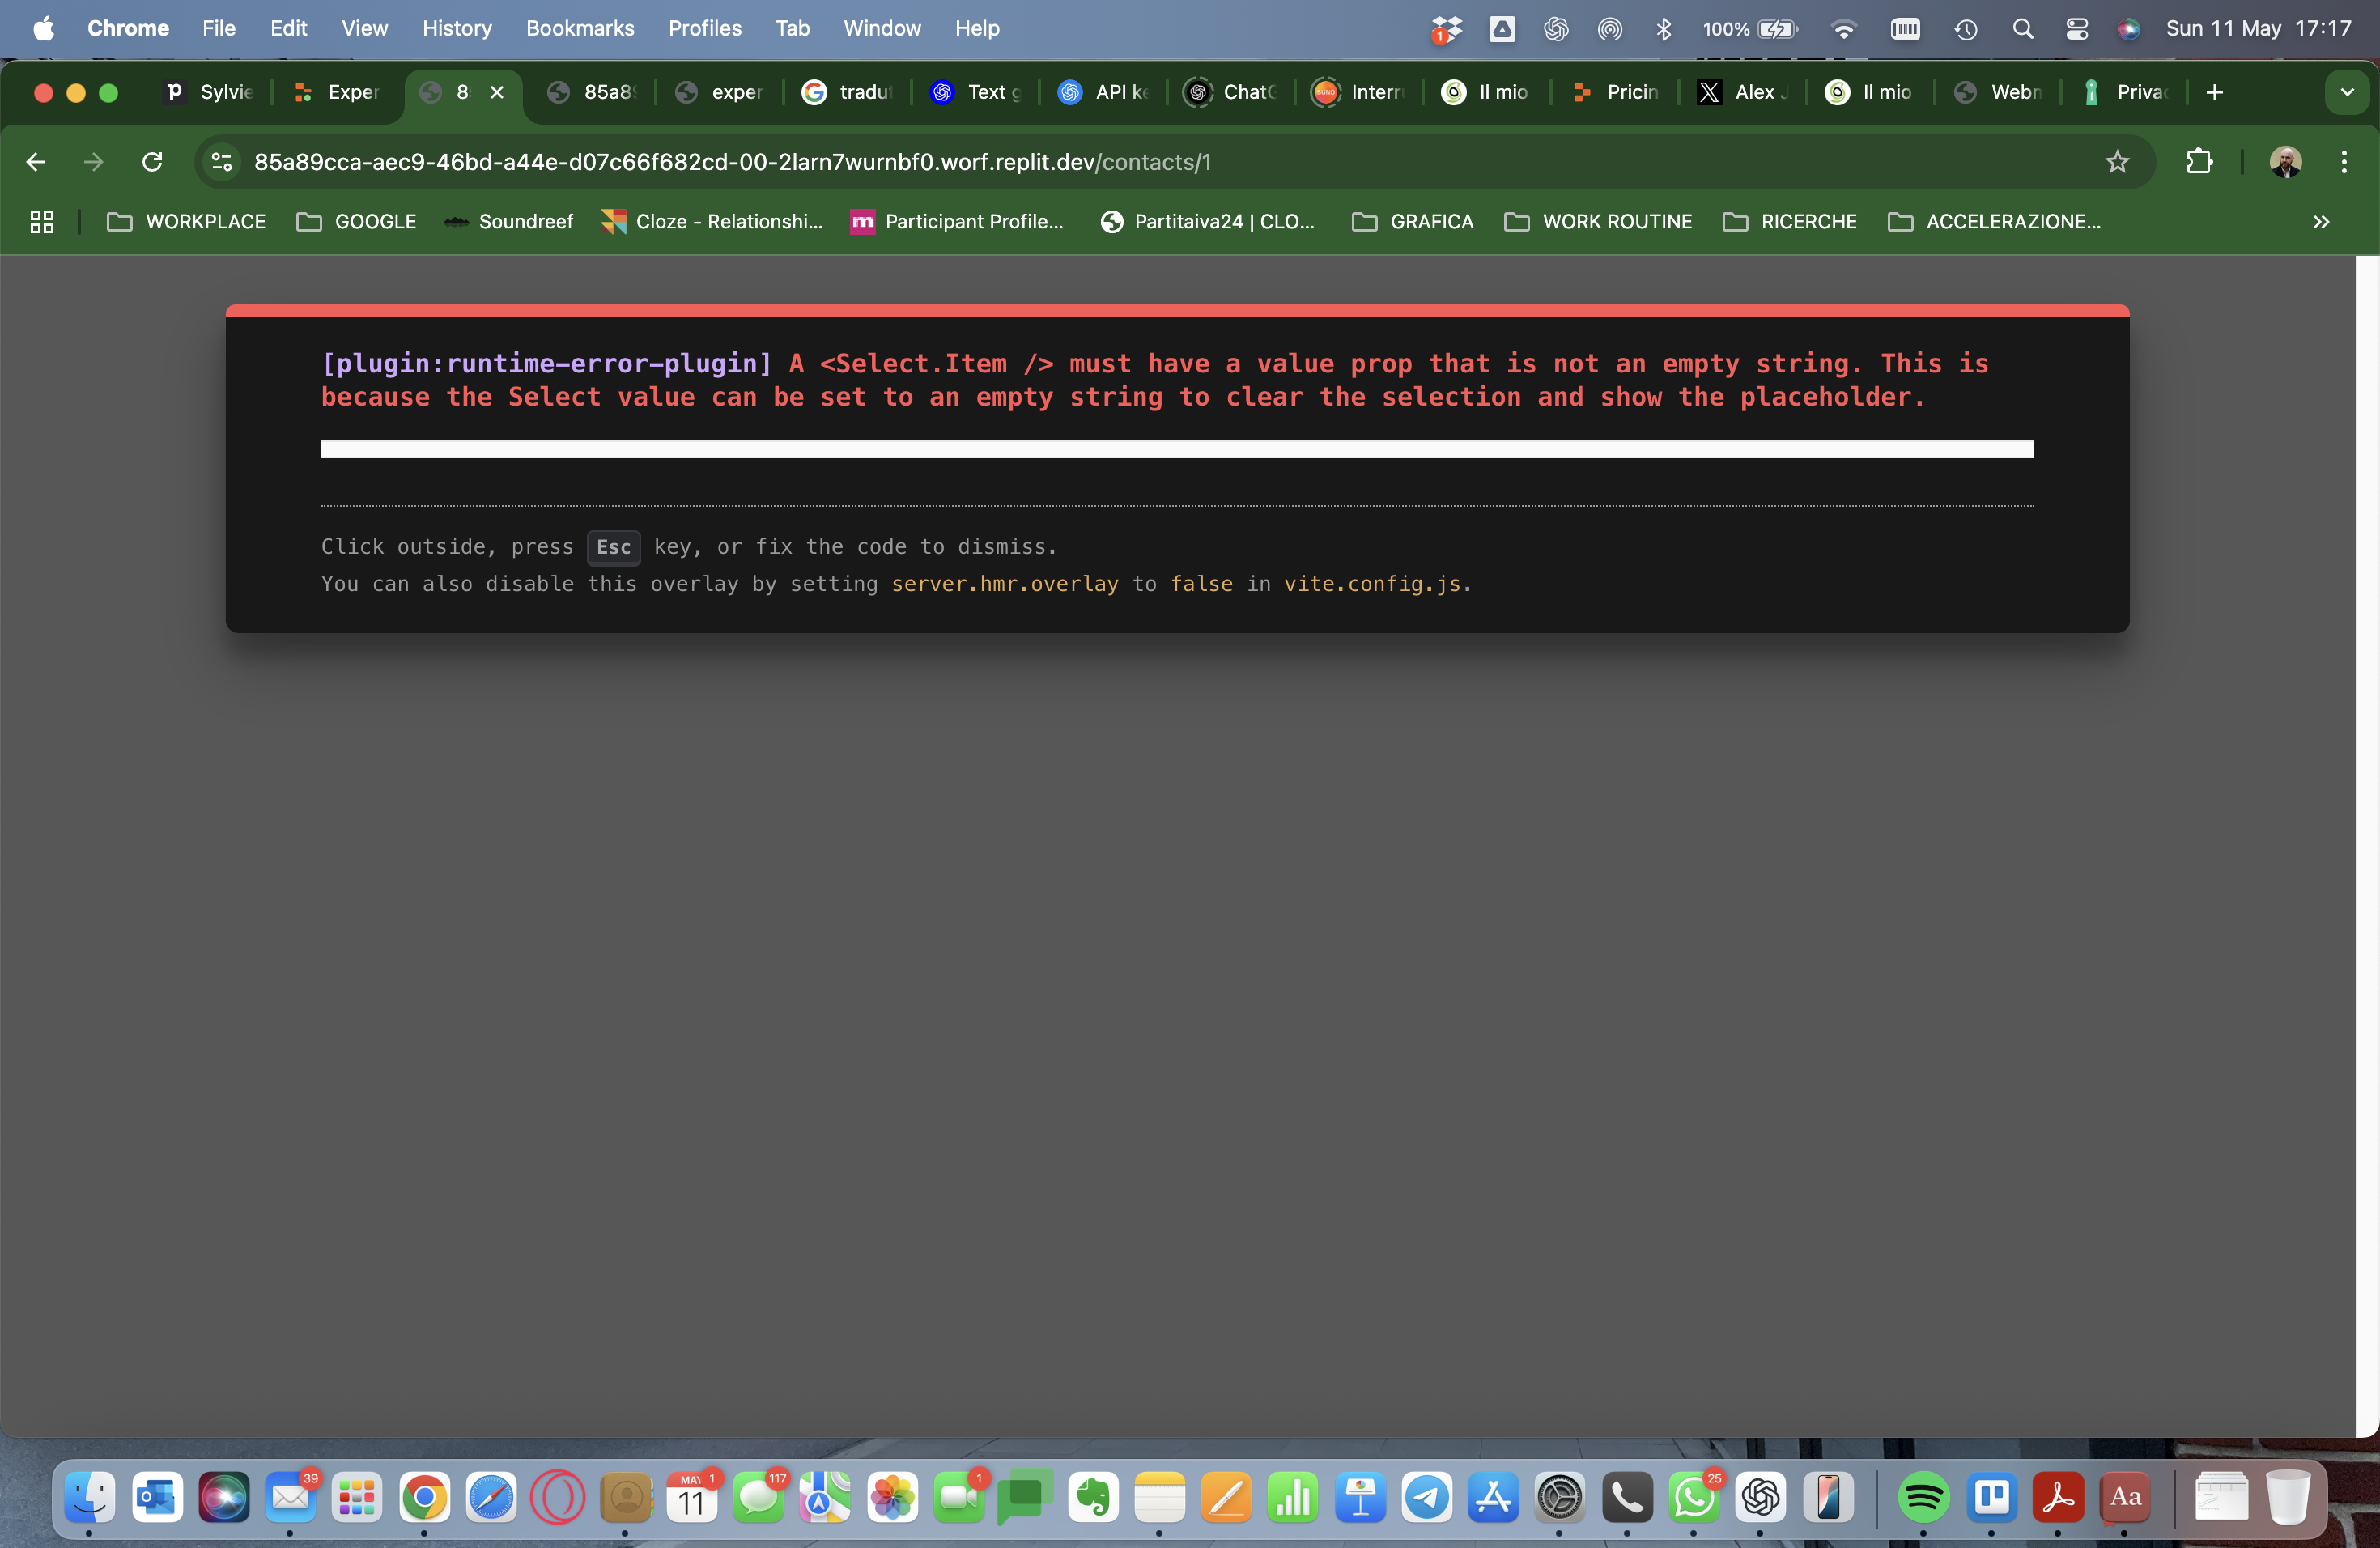 Chrome File Edit View History Bookmarks Profiles Tab Window Help 1 100% Sun 11 May 17:17
Sylvie Exper 8 85a89 exper tradu Text g API ke ChatG Interr Il mio Pricin Alex J Il mio Webm Privac
85a89cca-aec9-46bd-a44e-d07c66f682cd-00-2larn7wurnbf0.worf.replit.dev/contacts/1
WORKPLACE GOOGLE Soundreef Cloze - Relationshi... m Participant Profile... Partitaiva24 | CLO... GRAFICA WORK ROUTINE RICERCHE ACCELERAZIONE...
[plugin:runtime-error-plugin] A <Select.Item /> must have a value prop that is not an empty string. This is
because the Select value can be set to an empty string to clear the selection and show the placeholder.
Click outside, press Esc key, or fix the code to dismiss.
You can also disable this overlay by setting server.hmr.overlay to false in vite.config.js.
39 MAY 1 11 117 1 25 Aa